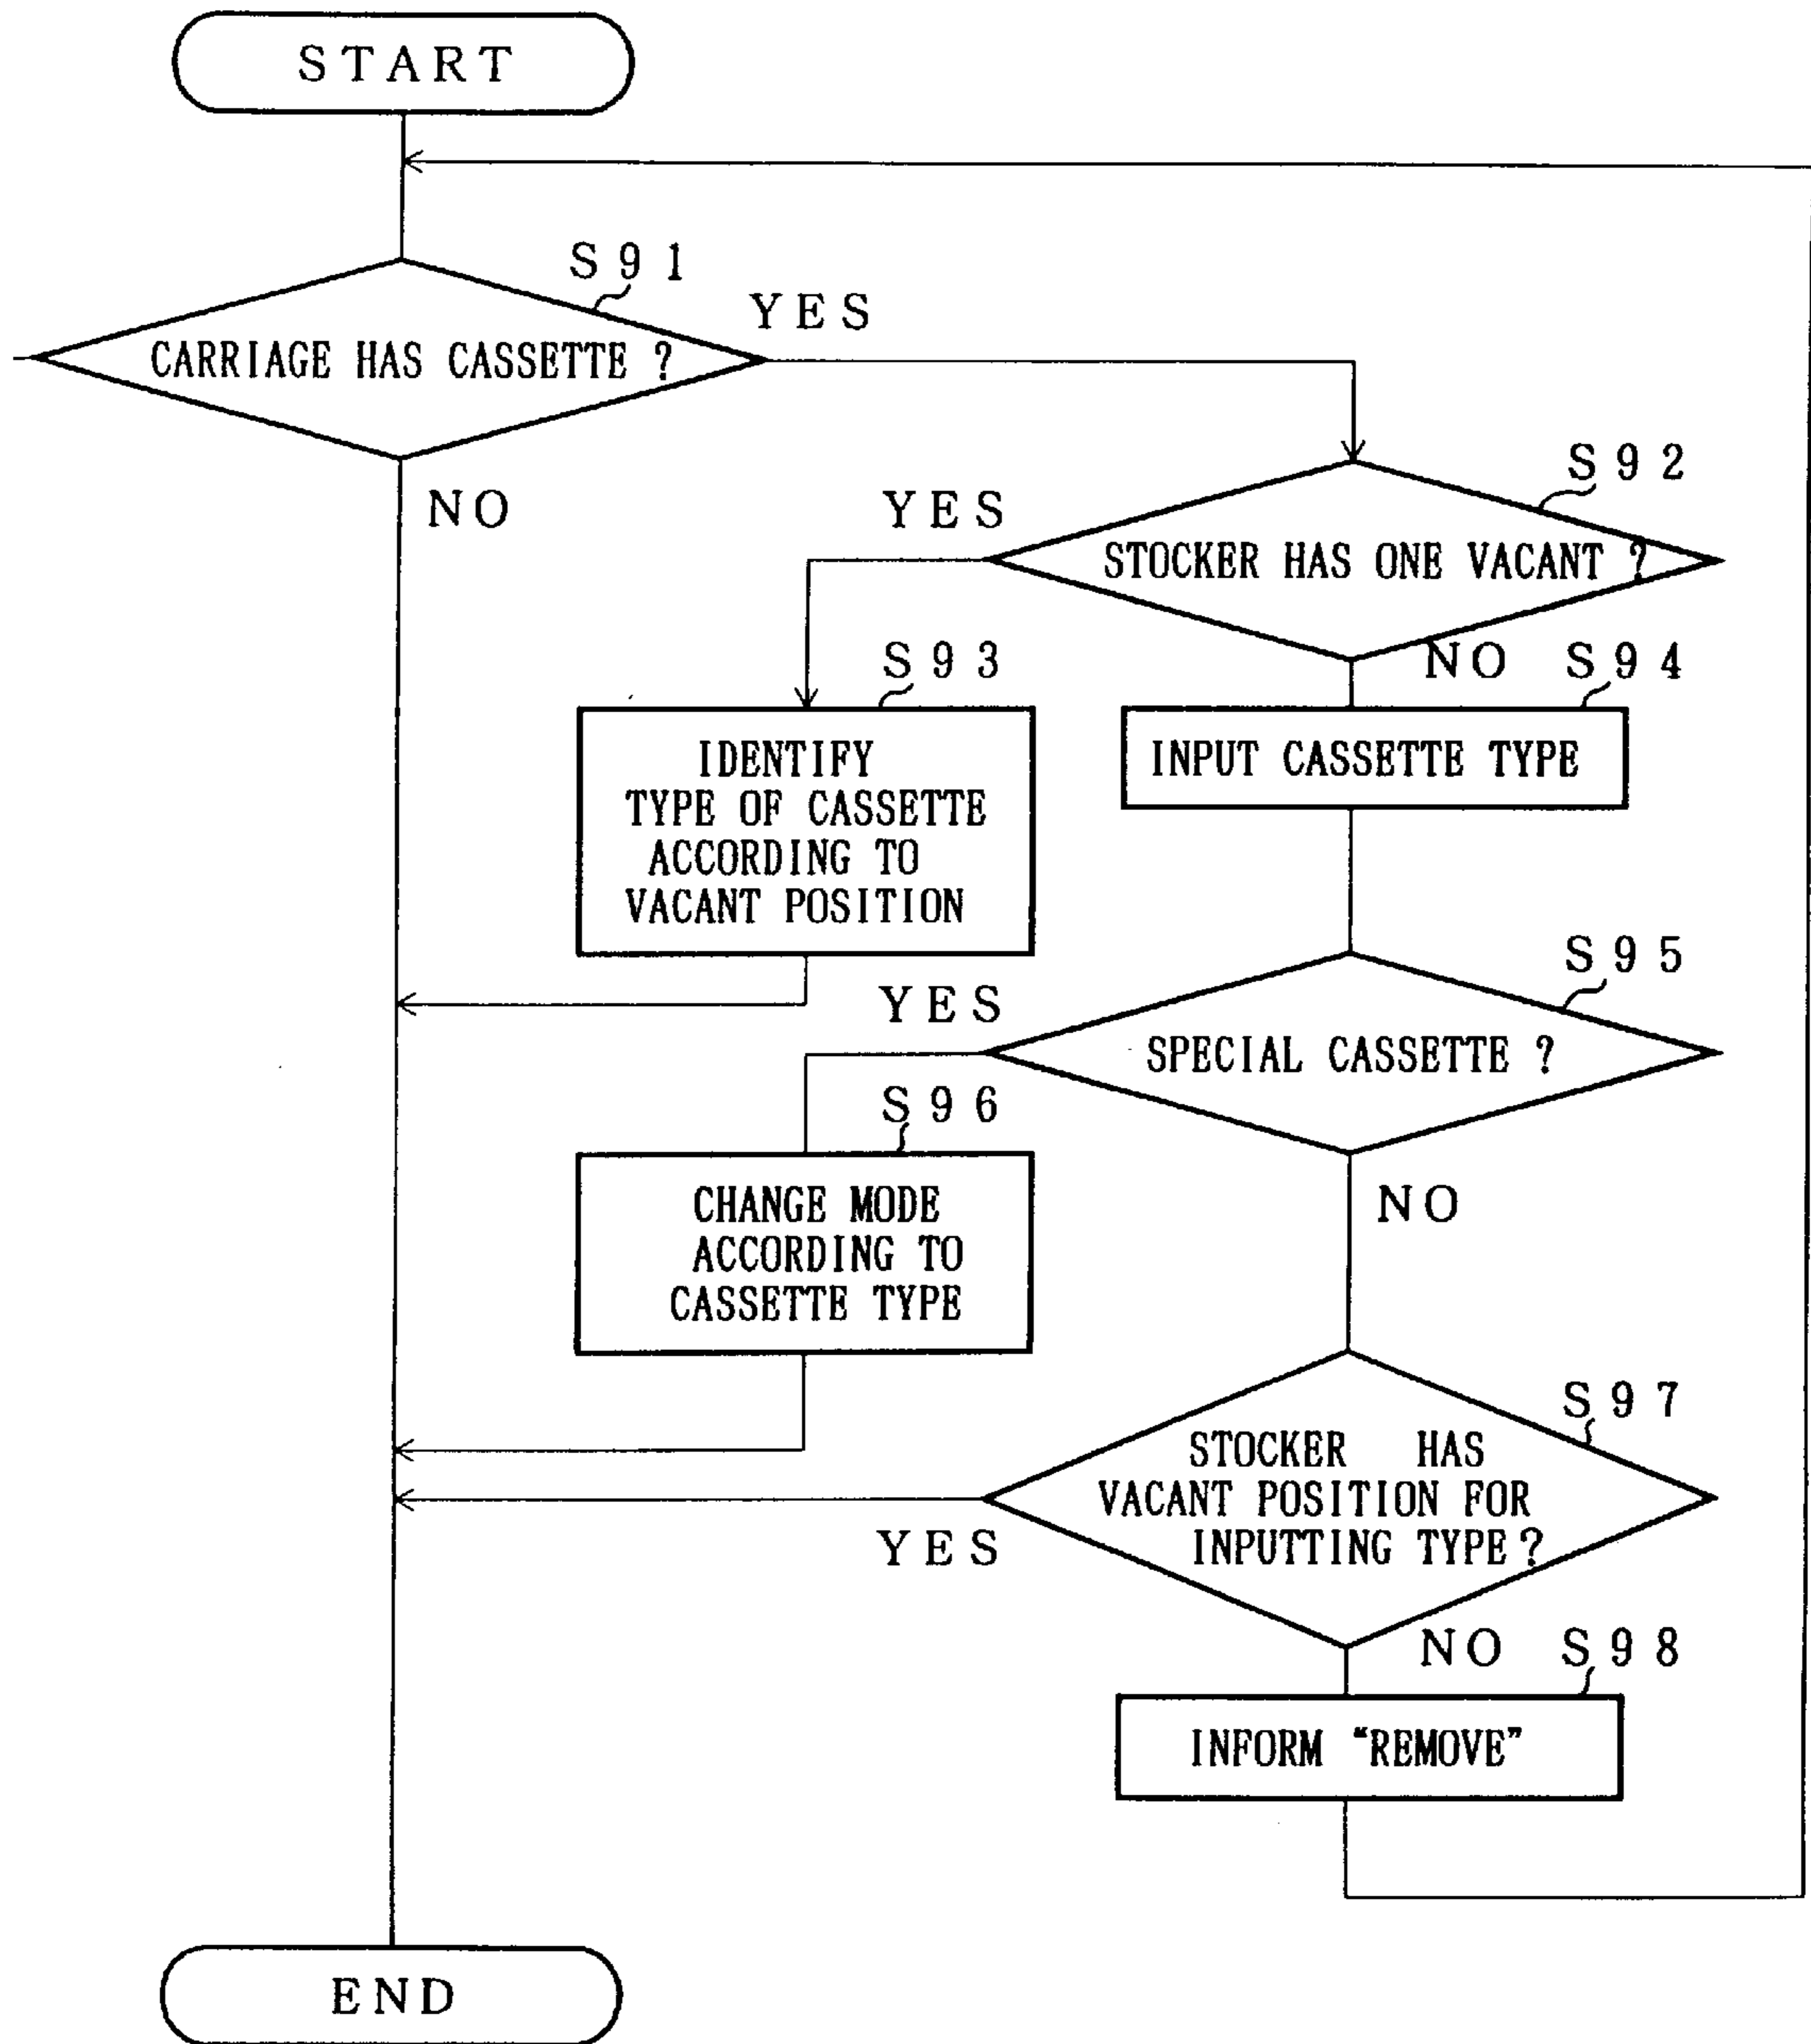 START
S91
YES
CARRIAGE HAS CASSETTE ?
NO
S92
YES
STOCKER HAS ONE VACANT ?
NO
S93
S94
IDENTIFY
TYPE OF CASSETTE
ACCORDING TO
VACANT POSITION
INPUT CASSETTE TYPE
S95
YES
SPECIAL CASSETTE ?
S96
NO
CHANGE MODE
ACCORDING TO
CASSETTE TYPE
S97
STOCKER HAS
VACANT POSITION FOR
INPUTTING TYPE?
YES
NO
S98
INFORM "REMOVE"
END